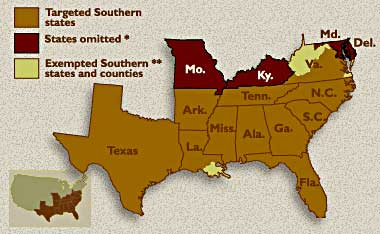 Targeted Southern
states
States omitted *
Exempted Southern **
states and counties
Md.
Del.
Va.
Mo.
Ky.
N.C.
Tenn.
Ark.
S.C.
Miss.
Ala.
Ga.
Texas
La.
Fla.